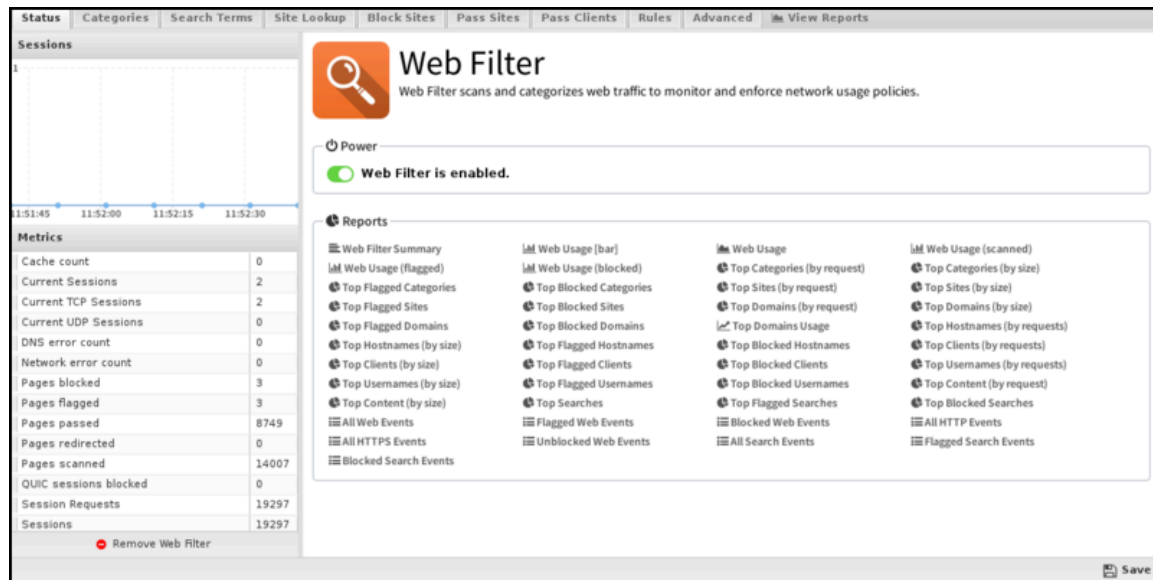 Status Categories Search Terms Site Lookup Block Sites Pass Sites Pass Clients Rules Advanced View Reports
Sessions
1
11:51:45 11:52:00 11:52:15 11:52:30
Metrics
Cache count 0
Current Sessions 2
Current TCP Sessions 2
Current UDP Sessions 0
DNS error count 0
Network error count 0
Pages blocked 3
Pages flagged 3
Pages passed 8749
Pages redirected 0
Pages scanned 14007
QUIC sessions blocked 0
Session Requests 19297
Sessions 19297
Remove Web Filter
Web Filter
Web Filter scans and categorizes web traffic to monitor and enforce network usage policies.
Power
Web Filter is enabled.
Reports
Web Filter Summary Web Usage [bar] Web Usage Web Usage (scanned)
Web Usage (flagged) Web Usage (blocked) Top Categories (by request) Top Categories (by size)
Top Flagged Categories Top Blocked Categories Top Sites (by request) Top Sites (by size)
Top Flagged Sites Top Blocked Sites Top Domains (by request) Top Domains (by size)
Top Flagged Domains Top Blocked Domains Top Domains Usage Top Hostnames (by requests)
Top Hostnames (by size) Top Flagged Hostnames Top Blocked Hostnames Top Clients (by requests)
Top Clients (by size) Top Flagged Clients Top Blocked Clients Top Usernames (by requests)
Top Usernames (by size) Top Flagged Usernames Top Blocked Usernames Top Content (by request)
Top Content (by size) Top Searches Top Flagged Searches Top Blocked Searches
All Web Events Flagged Web Events Blocked Web Events All HTTP Events
All HTTPS Events Unblocked Web Events All Search Events Flagged Search Events
Blocked Search Events
Save